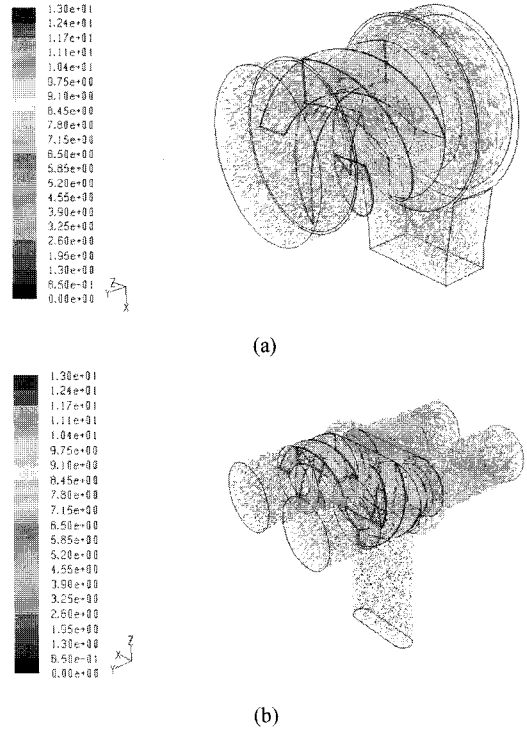 1.30e+01
1.24e+01
1.17e+01
1.11e+01
1.04e+01
9.75e+00
9.10e+00
8.45e+00
7.80e+00
7.15e+00
6.50e+00
5.85e+00
5.20e+00
4.55e+00
3.90e+00
3.25e+00
2.60e+00
1.95e+00
1.30e+00
6.50e-01
0.00e+00
Z
Y
X
(a)
1.30e+01
1.24e+01
1.17e+01
1.11e+01
1.04e+01
9.75e+00
9.10e+00
8.45e+00
7.80e+00
7.15e+00
6.50e+00
5.85e+00
5.20e+00
4.55e+00
3.90e+00
3.25e+00
2.60e+00
1.95e+00
1.30e+00
6.50e-01
0.00e+00
Z
X
Y
(b)